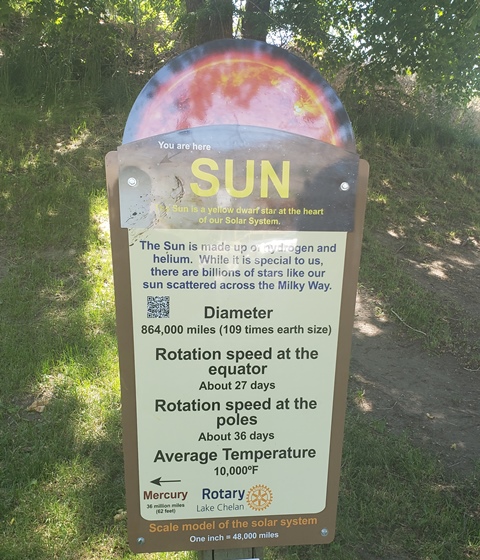 You are here
SUN
Sun is a yellow dwarf star at the heart
of our Solar System.
The Sun is made up of hydrogen and
helium. While it is special to us,
there are billions of stars like our
sun scattered across the Milky Way.
Diameter
864,000 miles (109 times earth size)
Rotation speed at the
equator
About 27 days
Rotation speed at the
poles
About 36 days
Average Temperature
10,000ºF
Mercury
36 million miles
(62 feet)
Rotary
Lake Chelan
Scale model of the solar system
One inch = 48,000 miles